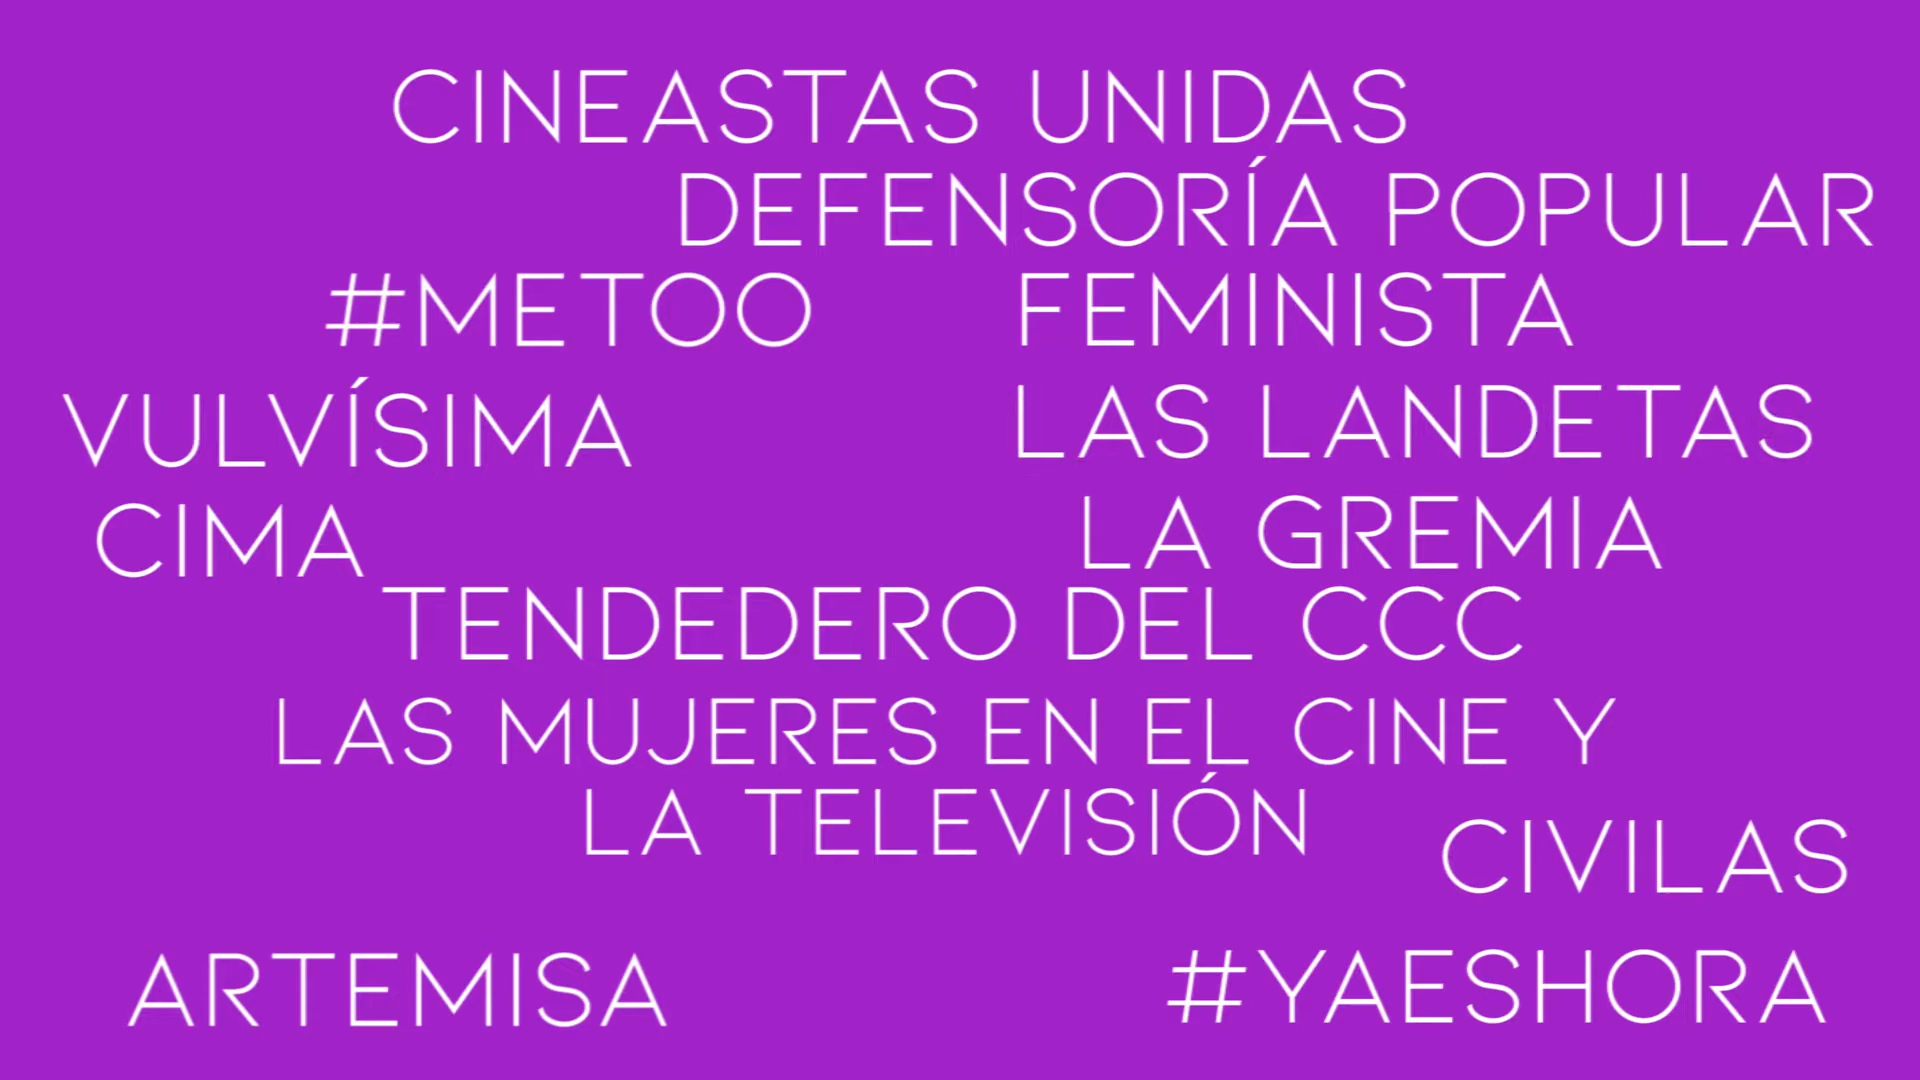 CINEASTAS UNIDAS
DEFENSORÍA POPULAR
FEMINISTA
#METOO
VULVÍSIMA
LAS LANDETAS
CIMA
LA GREMIA
TENDEDERO DEL CCC
LAS MUJERES EN EL CINE Y
LA TELEVISIÓN
CIVILAS
ARTEMISA
#YAESHORA